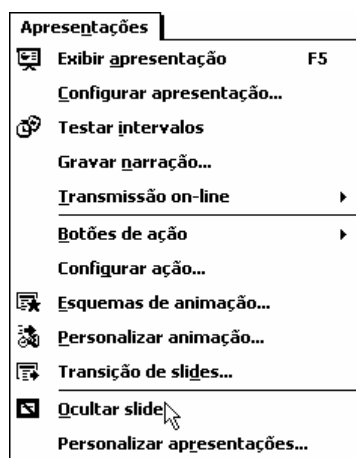 Apresentações
Exibir apresentação F5
Configurar apresentação...
Testar intervalos
Gravar narração...
Transmissão on-line
Botões de ação
Configurar ação...
Esquemas de animação...
Personalizar animação...
Transição de slides...
Ocultar slide
Personalizar apresentações...